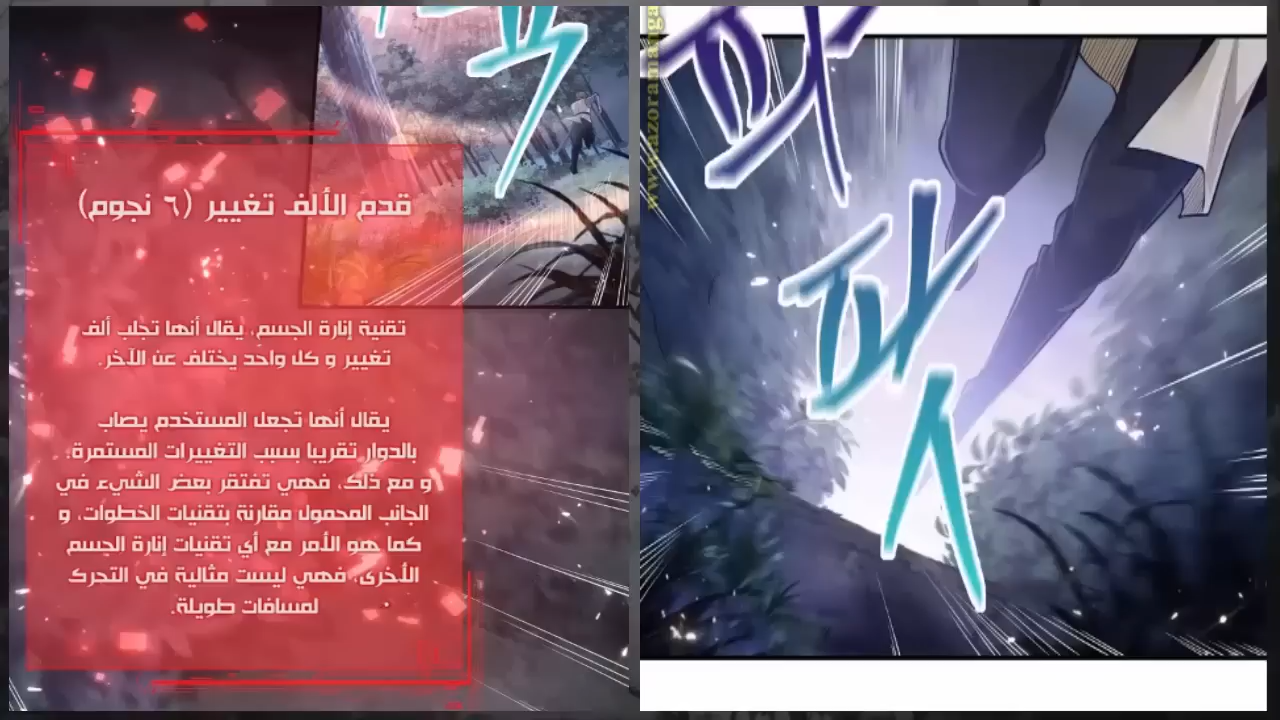 قدم الألف تغيير (٦ نجوم)
تقنية إنارة الجسم، يقال أنها تجلب ألف
تغيير و كل واحد يختلف عن الآخر.
يقال أنها تجعل المستخدم يصاب
بالدوار تقريبا بسبب التغييرات المستمرة.
و مع ذلك، فهي تفتقر بعض الشيء في
الجانب المحمول مقارنة بتقنيات الخطوات، و
كما هو الأمر مع أي تقنيات إنارة الجسم
الأخرى، فهي ليست مثالية في التحرك
لمسافات طويلة.
파
파